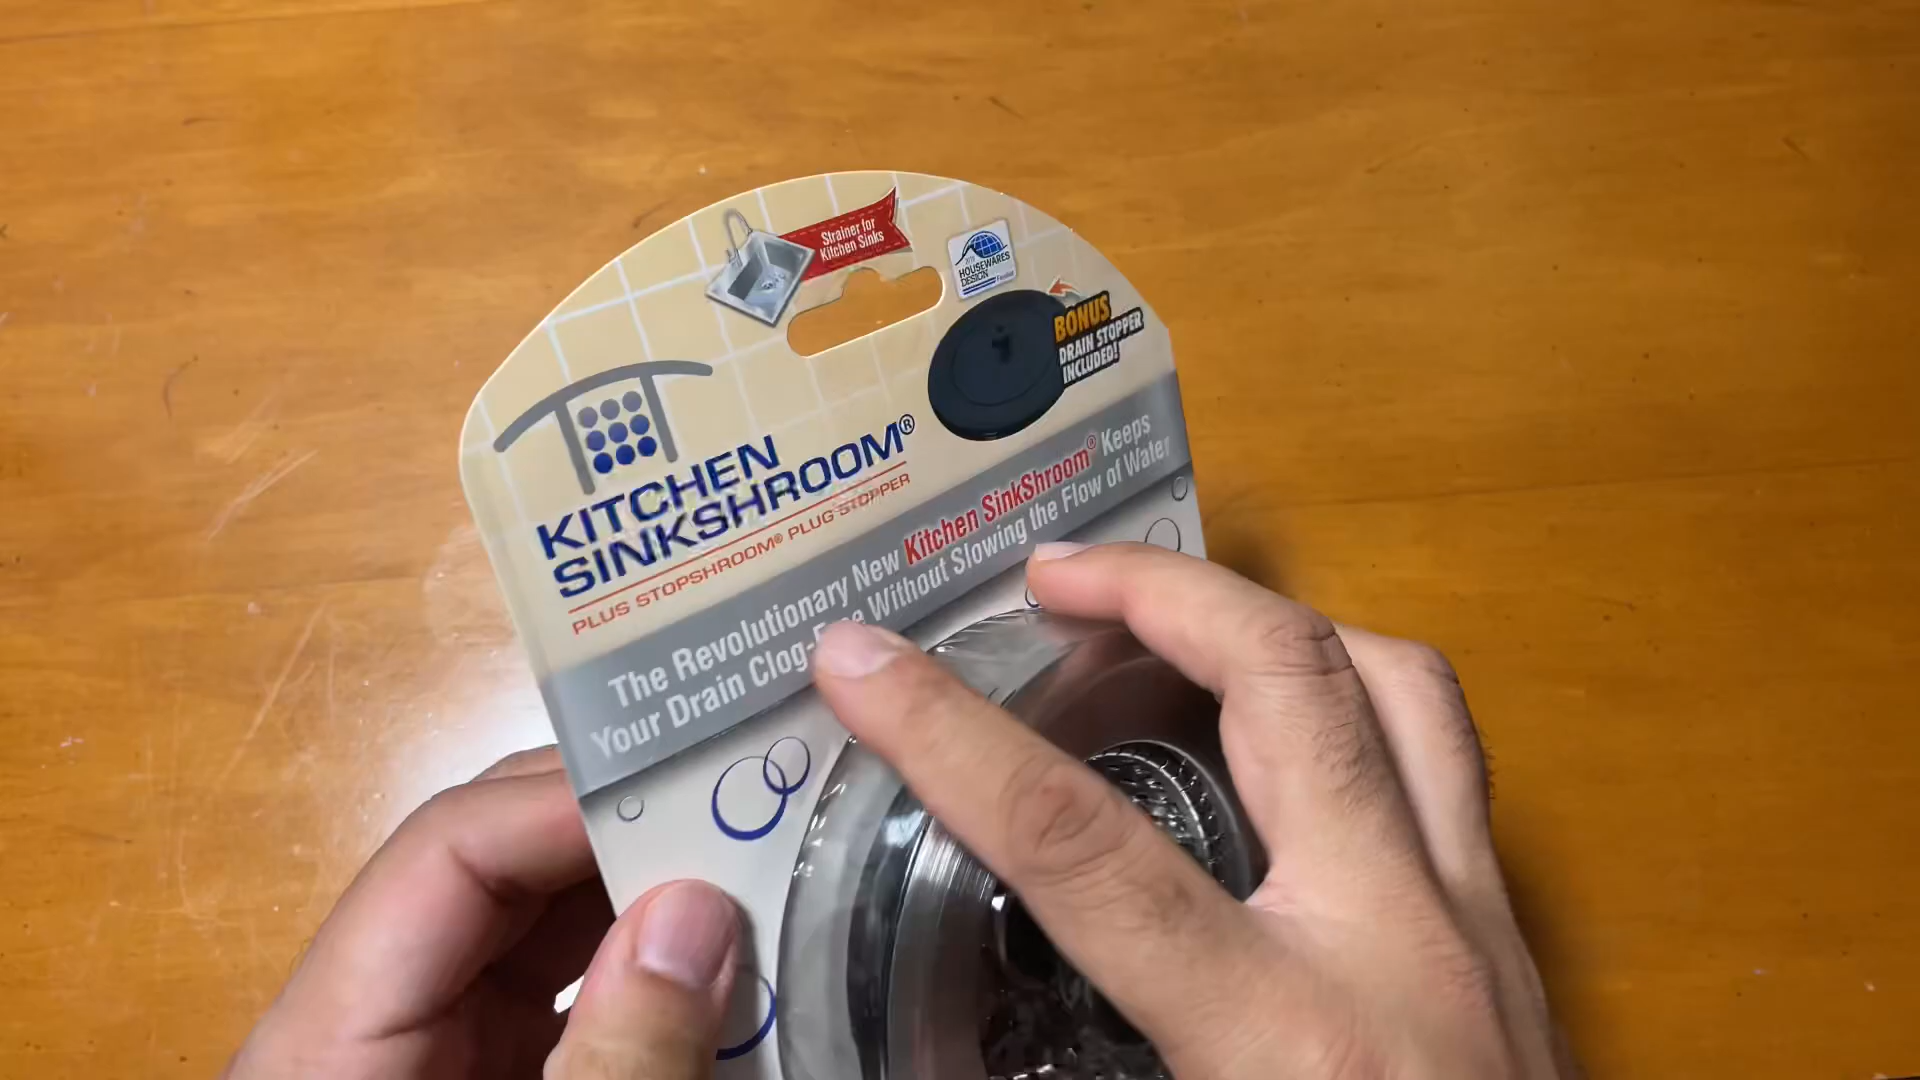 Strainer for
Kitchen Sinks
2018
HOUSEWARES
DESIGN
BONUS
DRAIN STOPPER
INCLUDED!
KITCHEN
SINKSHROOM®
PLUS STOPSHROOM® PLUG STOPPER
The Revolutionary New Kitchen SinkShroom® Keeps
Your Drain Clog- Without Slowing the Flow of Water